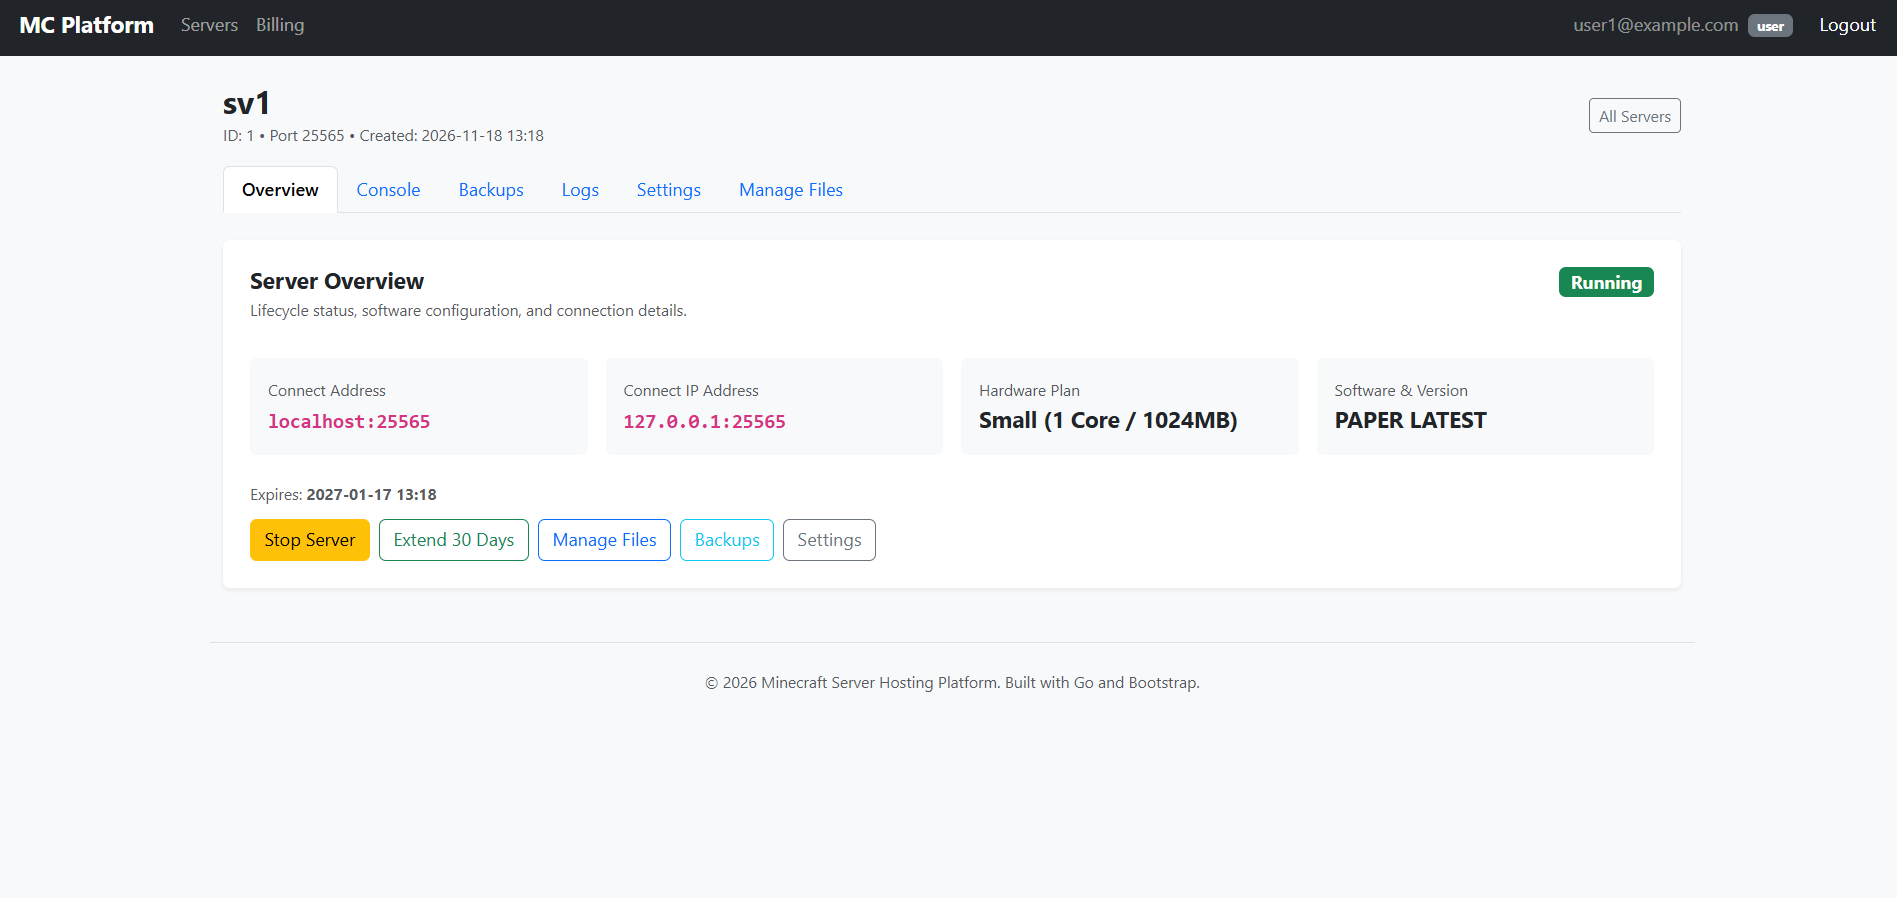 MC Platform Servers Billing user1@example.com user Logout
sv1
ID: 1 • Port 25565 • Created: 2026-11-18 13:18
All Servers
Overview Console Backups Logs Settings Manage Files
Server Overview
Running
Lifecycle status, software configuration, and connection details.
Connect Address
localhost:25565
Connect IP Address
127.0.0.1:25565
Hardware Plan
Small (1 Core / 1024MB)
Software & Version
PAPER LATEST
Expires: 2027-01-17 13:18
Stop Server Extend 30 Days Manage Files Backups Settings
© 2026 Minecraft Server Hosting Platform. Built with Go and Bootstrap.